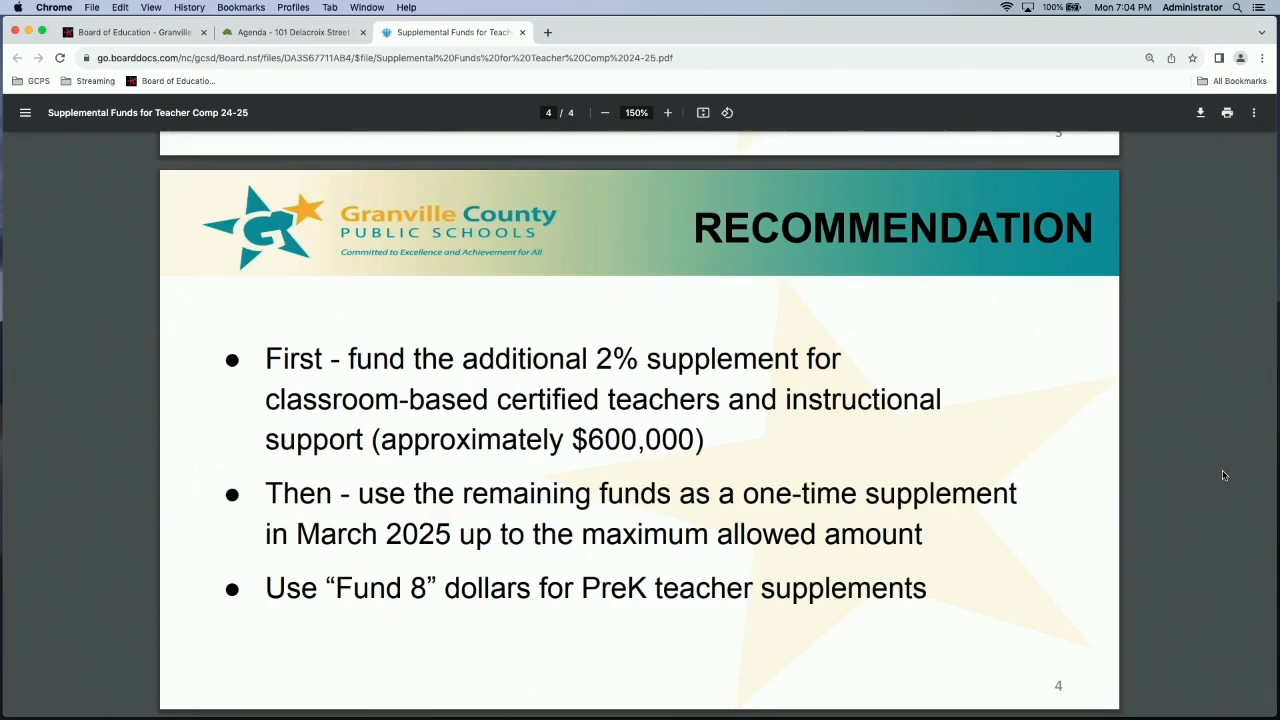 Chrome File Edit View History Bookmarks Profiles Tab Window Help 100% Mon 7:04 PM Administrator
Board of Education - Granville Agenda - 101 Delacroix Street Supplemental Funds for Teach
go.boarddocs.com/nc/gcsd/Board.nsf/files/DA3S67711AB4/$file/Supplemental%20Funds%20for%20Teacher%20Comp%2024-25.pdf
GCPS Streaming Board of Educatio... All Bookmarks
Supplemental Funds for Teacher Comp 24-25 4 / 4 150%
3
G
Granville County
PUBLIC SCHOOLS
Committed to Excellence and Achievement for All
RECOMMENDATION
● First - fund the additional 2% supplement for
classroom-based certified teachers and instructional
support (approximately $600,000)
● Then - use the remaining funds as a one-time supplement
in March 2025 up to the maximum allowed amount
● Use “Fund 8” dollars for PreK teacher supplements
4